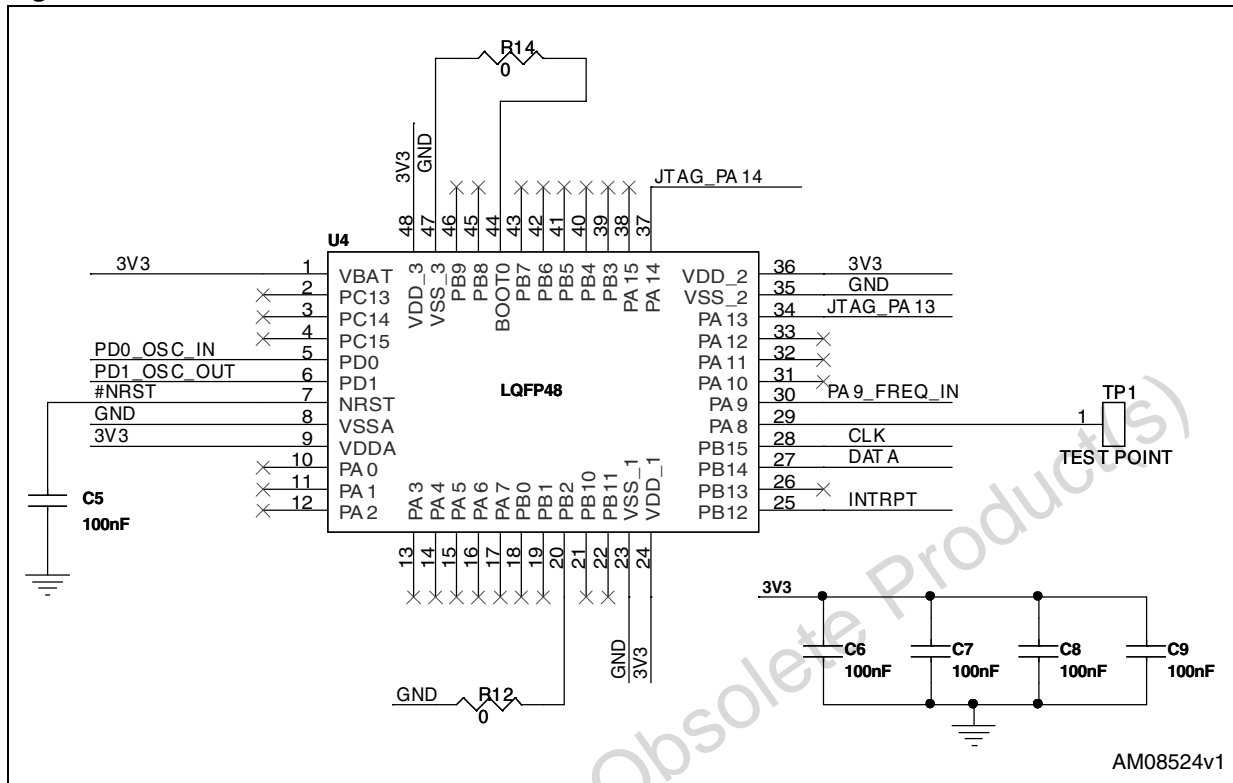 R14
0
3V3
GND
JTAG_PA14
48
47
46
45
44
43
42
41
40
39
38
37
U4
VDD_3
VSS_3
PB9
PB8
BOOT0
PB7
PB6
PB5
PB4
PB3
PA15
PA14
3V3 1 VBAT
2 PC13
3 PC14
4 PC15
PD0_OSC_IN 5 PD0
PD1_OSC_OUT 6 PD1
#NRST 7 NRST
GND 8 VSSA
3V3 9 VDDA
10 PA0
11 PA1
12 PA2
LQFP48
VDD_2 36 3V3
VSS_2 35 GND
PA13 34 JTAG_PA13
PA12 33
PA11 32
PA10 31
PA9 30 PA9_FREQ_IN
PA8 29
PB15 28 CLK
PB14 27 DATA
PB13 26
PB12 25 INTRPT
1 TP1
TEST POINT
PA3
PA4
PA5
PA6
PA7
PB0
PB1
PB2
PB10
PB11
VSS_1
VDD_1
13
14
15
16
17
18
19
20
21
22
23
24
C5
100nF
GND
3V3
GND R12
0
3V3
C6
100nF
C7
100nF
C8
100nF
C9
100nF
Obsolete Product(s)
AM08524v1